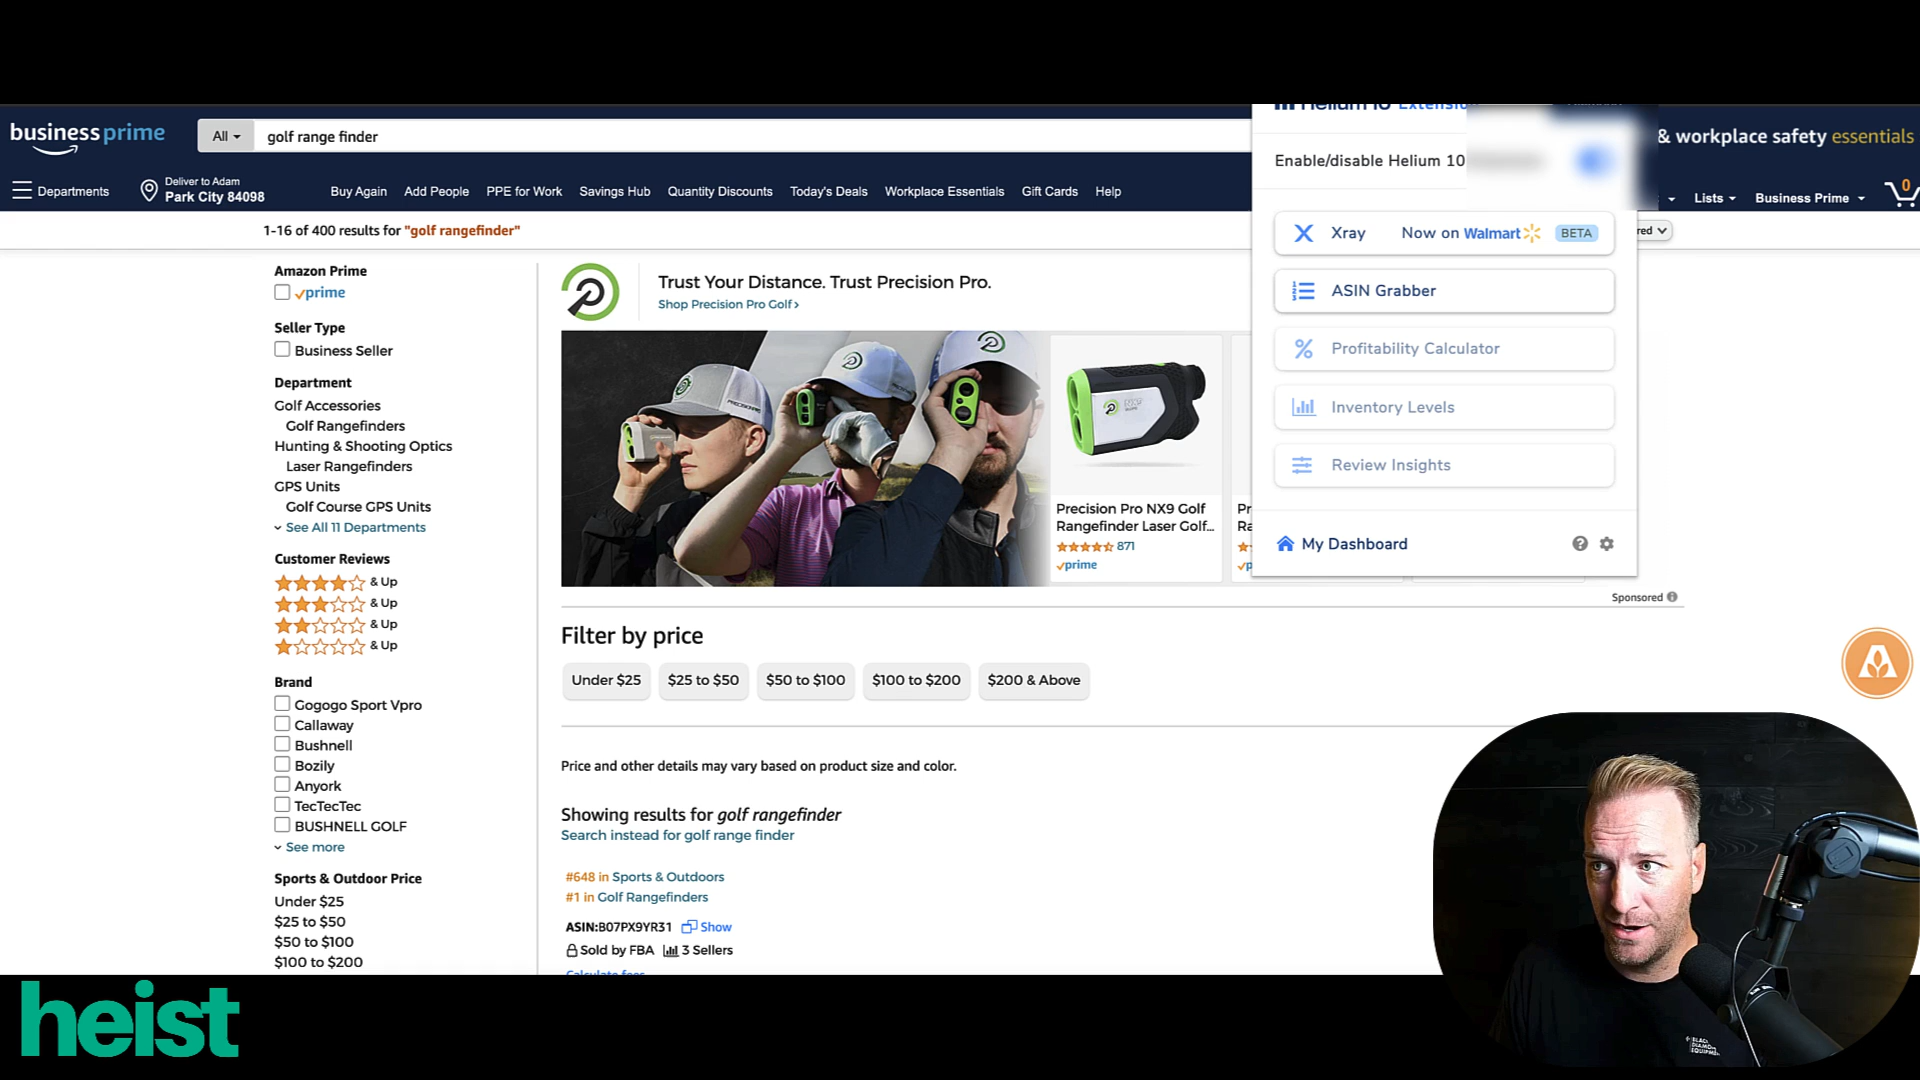 Helium 10 Extension
business prime
All
golf range finder
& workplace safety essentials
Enable/disable Helium 10
Departments
Deliver to Adam
Park City 84098
Buy Again
Add People
PPE for Work
Savings Hub
Quantity Discounts
Today's Deals
Workplace Essentials
Gift Cards
Help
Lists
Business Prime
0
1-16 of 400 results for "golf rangefinder"
Xray
Now on Walmart
BETA
ASIN Grabber
Profitability Calculator
Inventory Levels
Review Insights
My Dashboard
Amazon Prime
prime
Seller Type
Business Seller
Department
Golf Accessories
Golf Rangefinders
Hunting & Shooting Optics
Laser Rangefinders
GPS Units
Golf Course GPS Units
See All 11 Departments
Customer Reviews
& Up
& Up
& Up
& Up
Brand
Gogogo Sport Vpro
Callaway
Bushnell
Bozily
Anyork
TecTecTec
BUSHNELL GOLF
See more
Sports & Outdoor Price
Under $25
$25 to $50
$50 to $100
$100 to $200
Trust Your Distance. Trust Precision Pro.
Shop Precision Pro Golf ›
Precision Pro NX9 Golf
Rangefinder Laser Golf...
871
prime
Sponsored
Filter by price
Under $25
$25 to $50
$50 to $100
$100 to $200
$200 & Above
Price and other details may vary based on product size and color.
Showing results for golf rangefinder
Search instead for golf range finder
#648 in Sports & Outdoors
#1 in Golf Rangefinders
ASIN:B07PX9YR31
Show
Sold by FBA
3 Sellers
Calculate fees
heist
BLACK
DIAMOND
EQUIPMENT